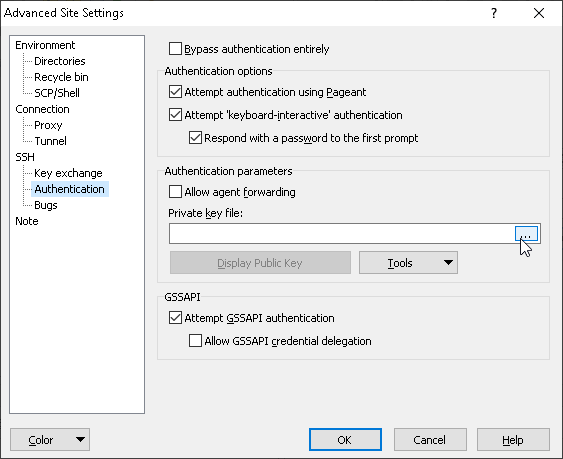 Advanced Site Settings
?
Environment
Directories
Recycle bin
SCP/Shell
Connection
Proxy
Tunnel
SSH
Key exchange
Authentication
Bugs
Note
Bypass authentication entirely
Authentication options
Attempt authentication using Pageant
Attempt 'keyboard-interactive' authentication
Respond with a password to the first prompt
Authentication parameters
Allow agent forwarding
Private key file:
...
Display Public Key
Tools
GSSAPI
Attempt GSSAPI authentication
Allow GSSAPI credential delegation
Color
OK
Cancel
Help